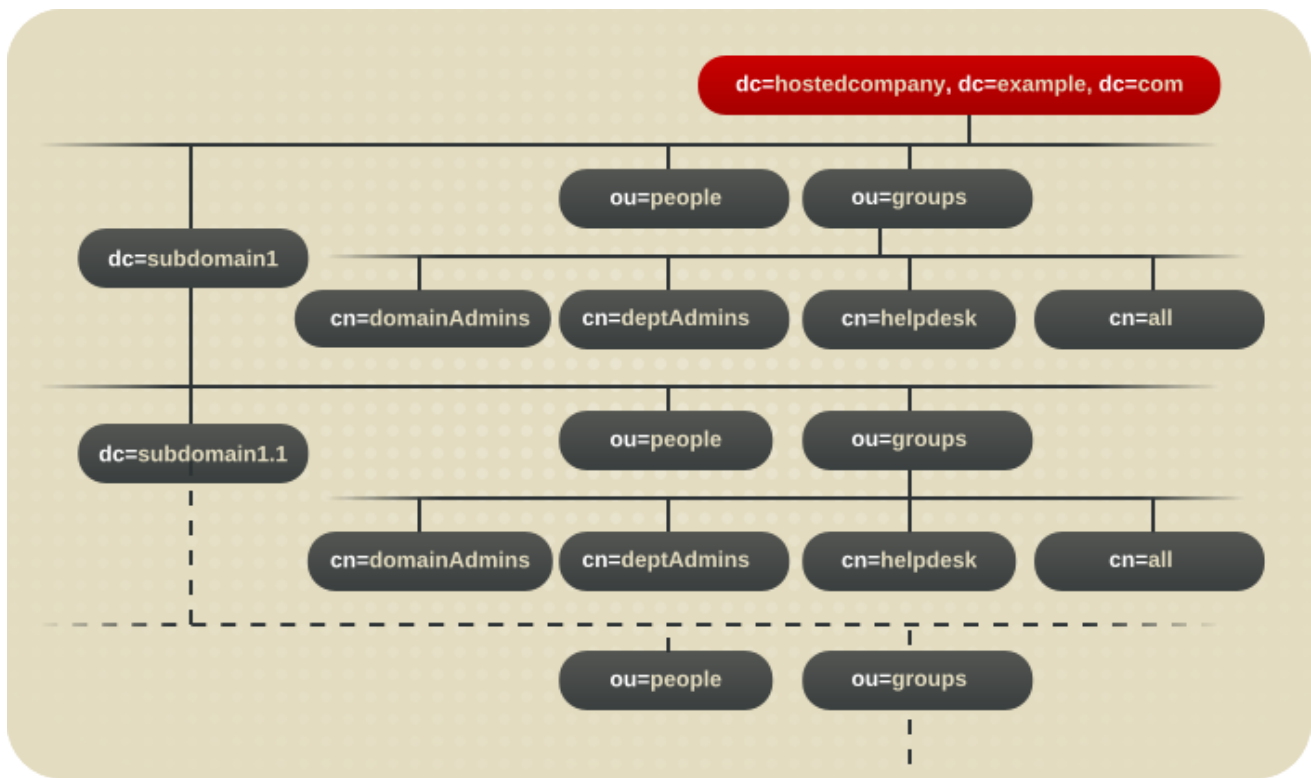 dc=hostedcompany, dc=example, dc=com
ou=people
ou=groups
dc=subdomain1
cn=domainAdmins
cn=deptAdmins
cn=helpdesk
cn=all
ou=people
ou=groups
dc=subdomain1.1
cn=domainAdmins
cn=deptAdmins
cn=helpdesk
cn=all
ou=people
ou=groups